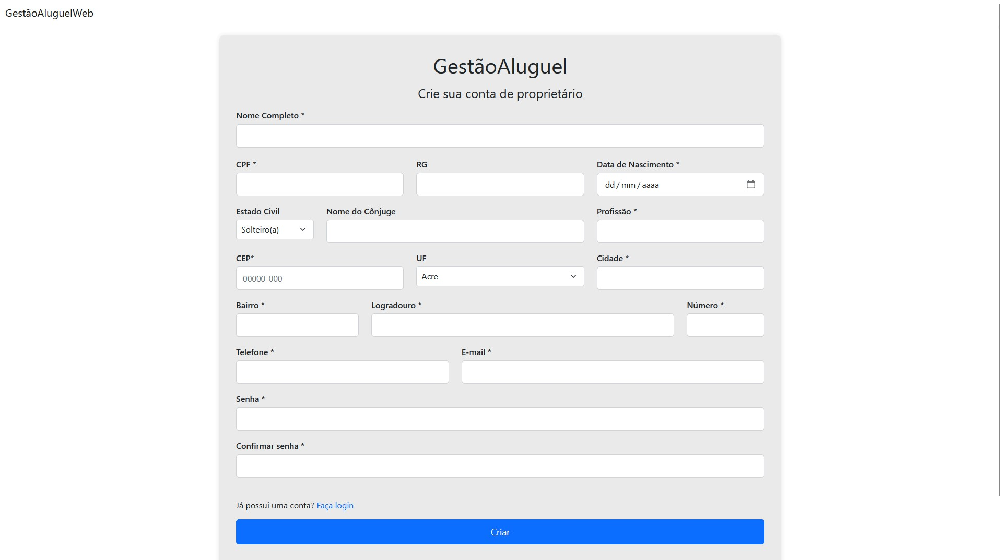 GestãoAluguelWeb
GestãoAluguel
Crie sua conta de proprietário
Nome Completo *
CPF * RG Data de Nascimento *
dd/mm/aaaa
Estado Civil Nome do Cônjuge Profissão *
Solteiro(a)
CEP* UF Cidade *
00000-000 Acre
Bairro * Logradouro * Número *
Telefone * E-mail *
Senha *
Confirmar senha *
Já possui uma conta? Faça login
Criar